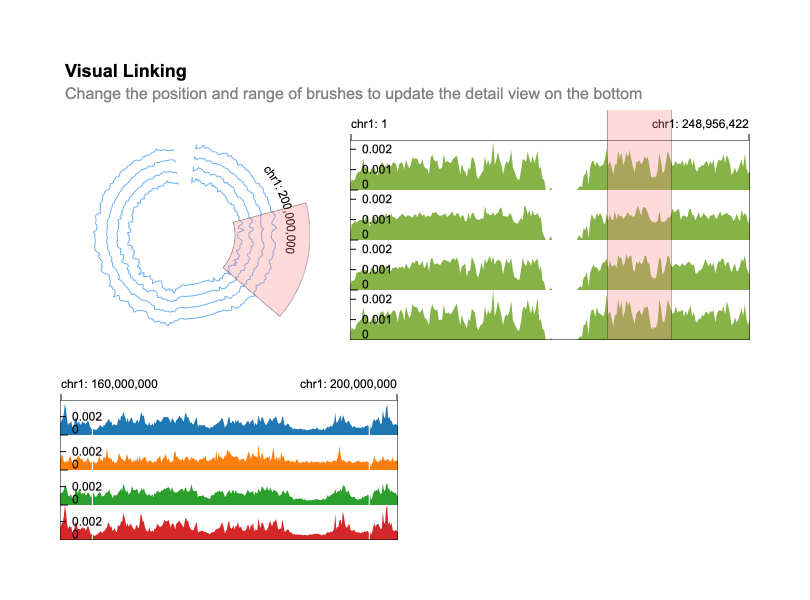 Visual Linking
Change the position and range of brushes to update the detail view on the bottom
chr1: 1
chr1: 248,956,422
0.002
0.001
0
0.002
0.001
0
0.002
0.001
0
0.002
0.001
0
chr1: 200,000,000
chr1: 160,000,000
chr1: 200,000,000
0.002
0
0.002
0
0.002
0
0.002
0